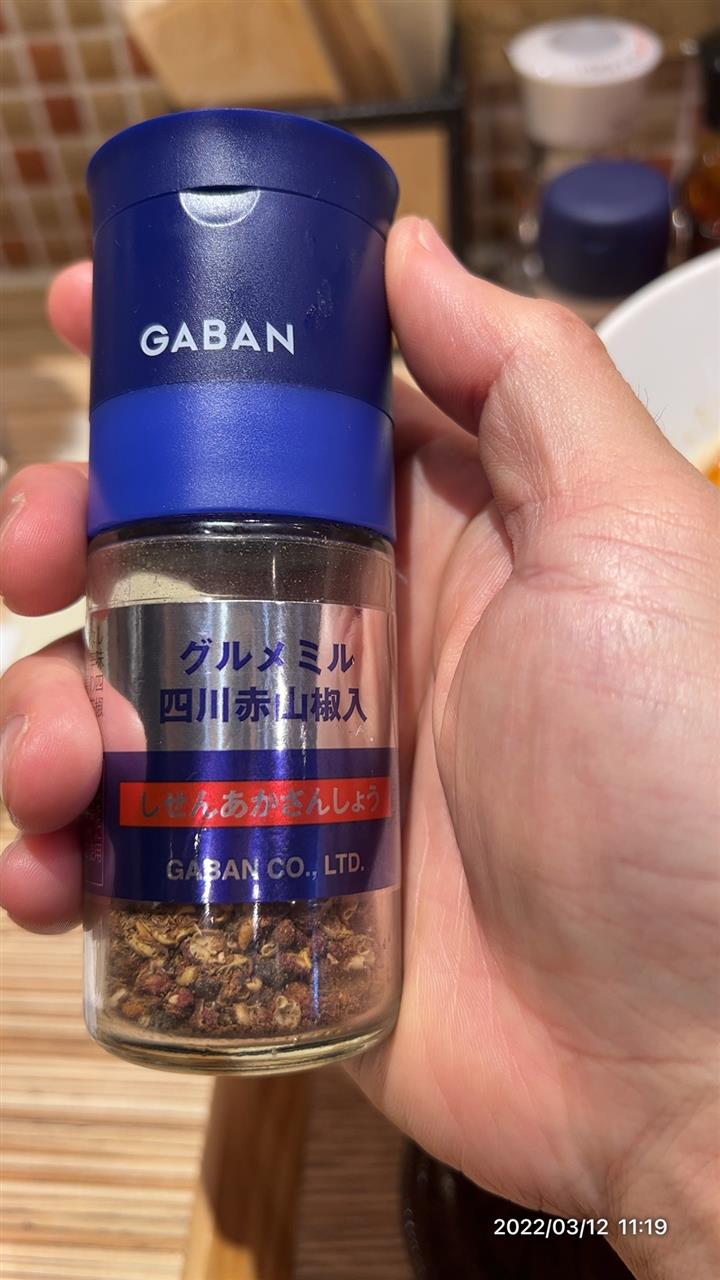 GABAN
グルメミル
四川赤山椒入
しせんあかさんしょう
GABAN CO., LTD.
2022/03/12 11:19